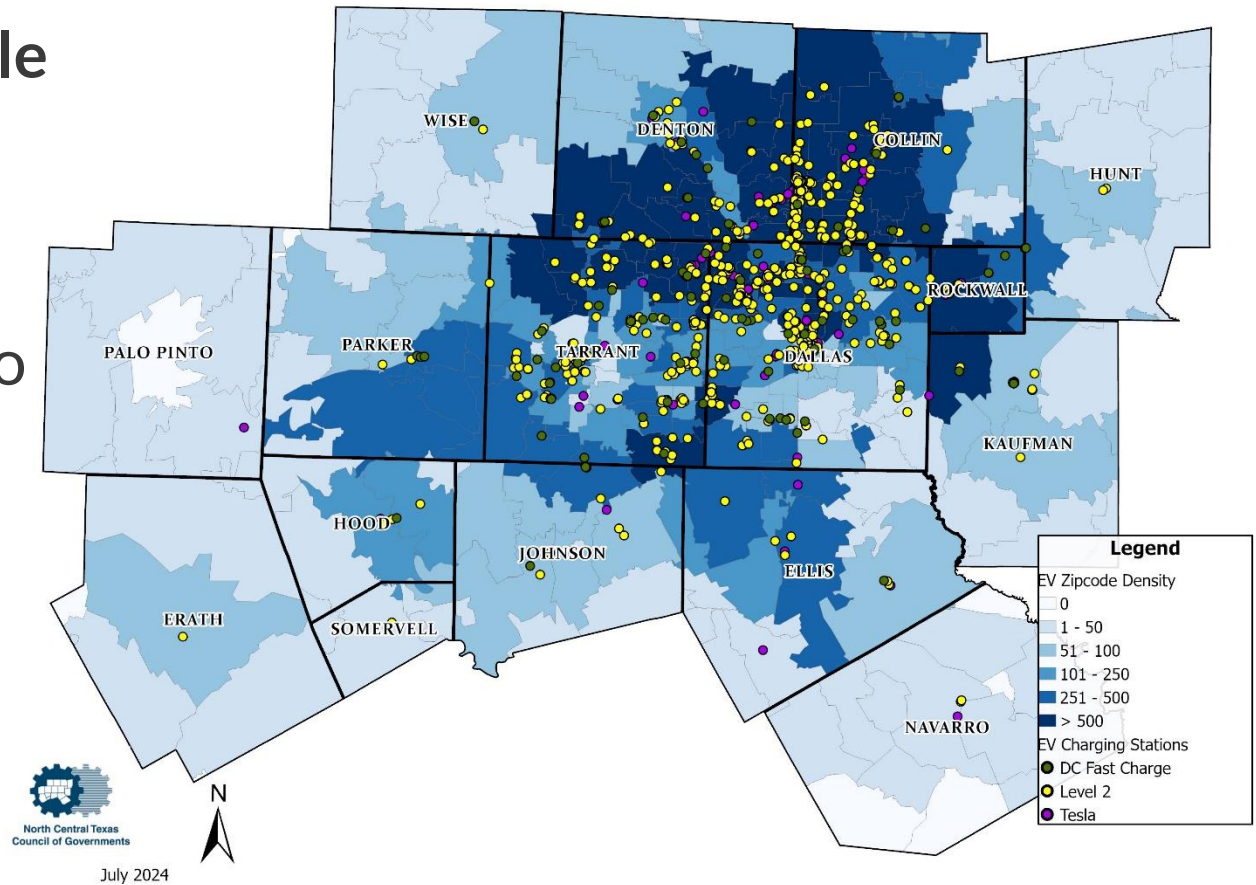 le
o
WISE
DENTON
COLLIN
HUNT
PALO PINTO
PARKER
TARRANT
DALLAS
ROCKWALL
KAUFMAN
HOOD
JOHNSON
ELLIS
ERATH
SOMERVELL
NAVARRO
Legend
EV Zipcode Density
0
1 - 50
51 - 100
101 - 250
251 - 500
> 500
EV Charging Stations
DC Fast Charge
Level 2
Tesla
North Central Texas
Council of Governments
N
July 2024